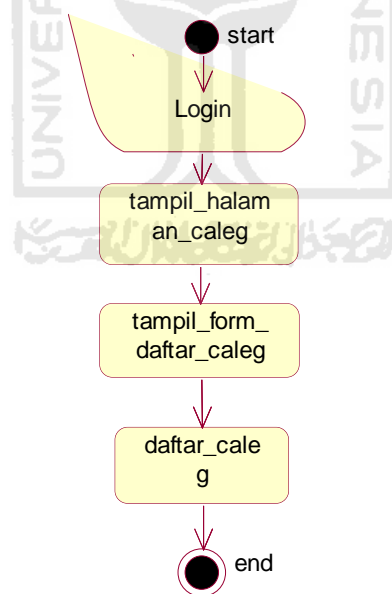 start
Login
tampil_halam
an_caleg
tampil_form_
daftar_caleg
daftar_cale
g
end